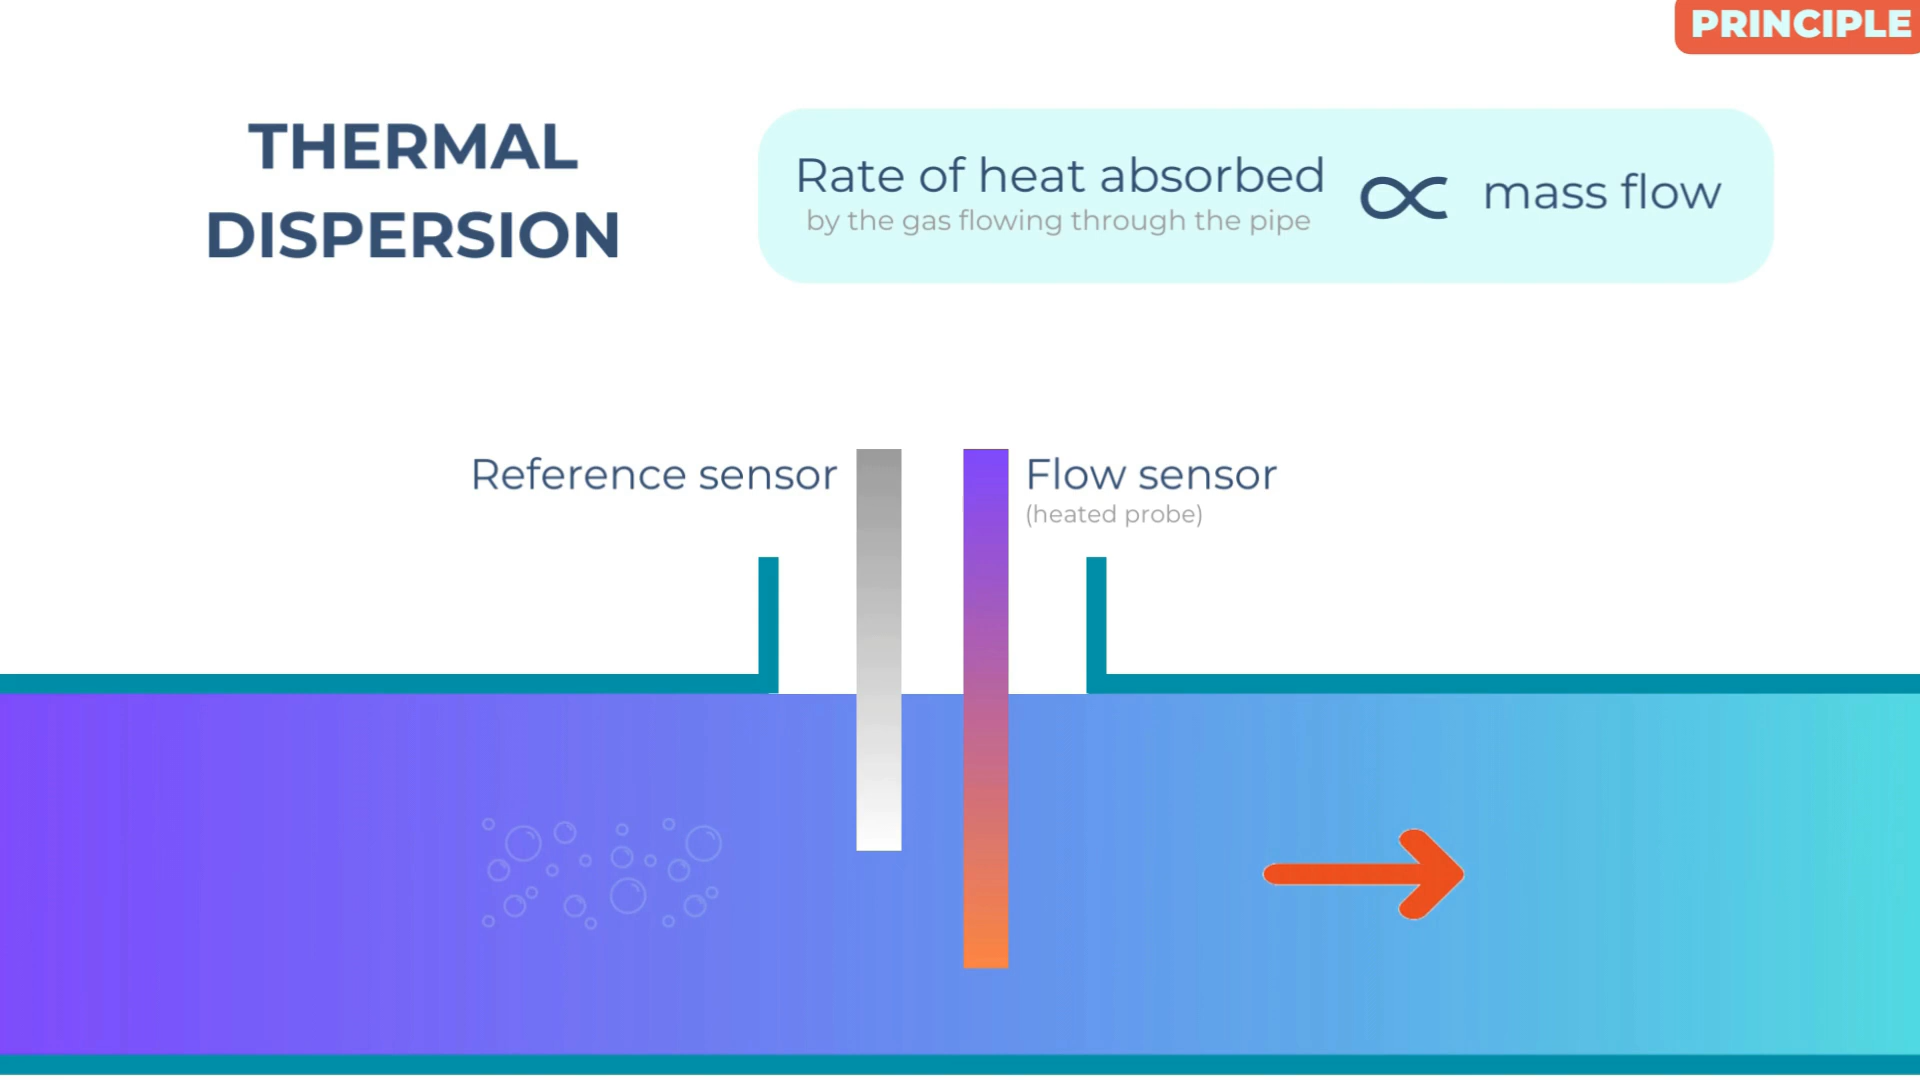 PRINCIPLE
THERMAL
DISPERSION
Rate of heat absorbed ∝ mass flow
by the gas flowing through the pipe
Reference sensor
Flow sensor
(heated probe)